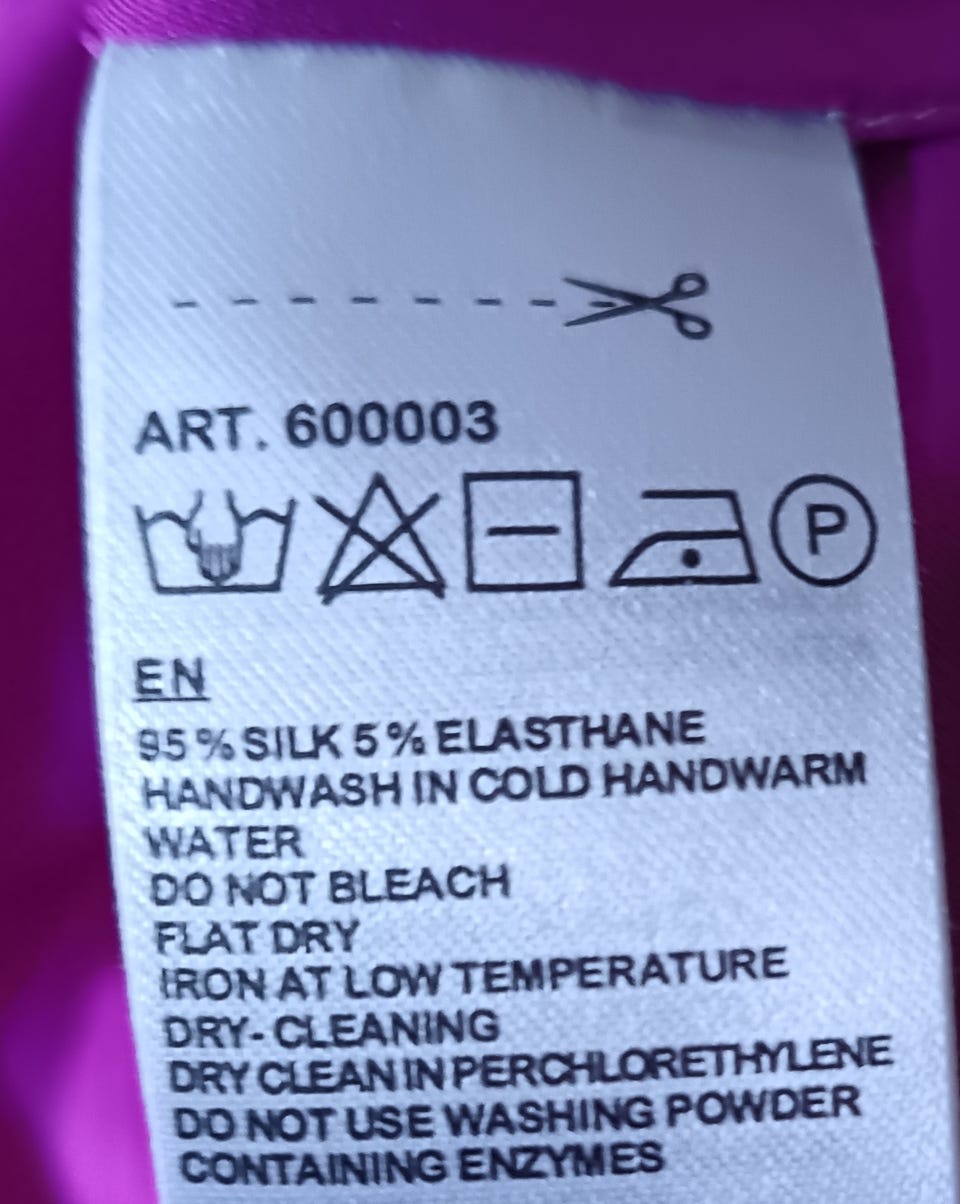 ART. 600003
P
EN
95% SILK 5% ELASTHANE
HANDWASH IN COLD HANDWARM
WATER
DO NOT BLEACH
FLAT DRY
IRON AT LOW TEMPERATURE
DRY- CLEANING
DRY CLEAN IN PERCHLORETHYLENE
DO NOT USE WASHING POWDER
CONTAINING ENZYMES